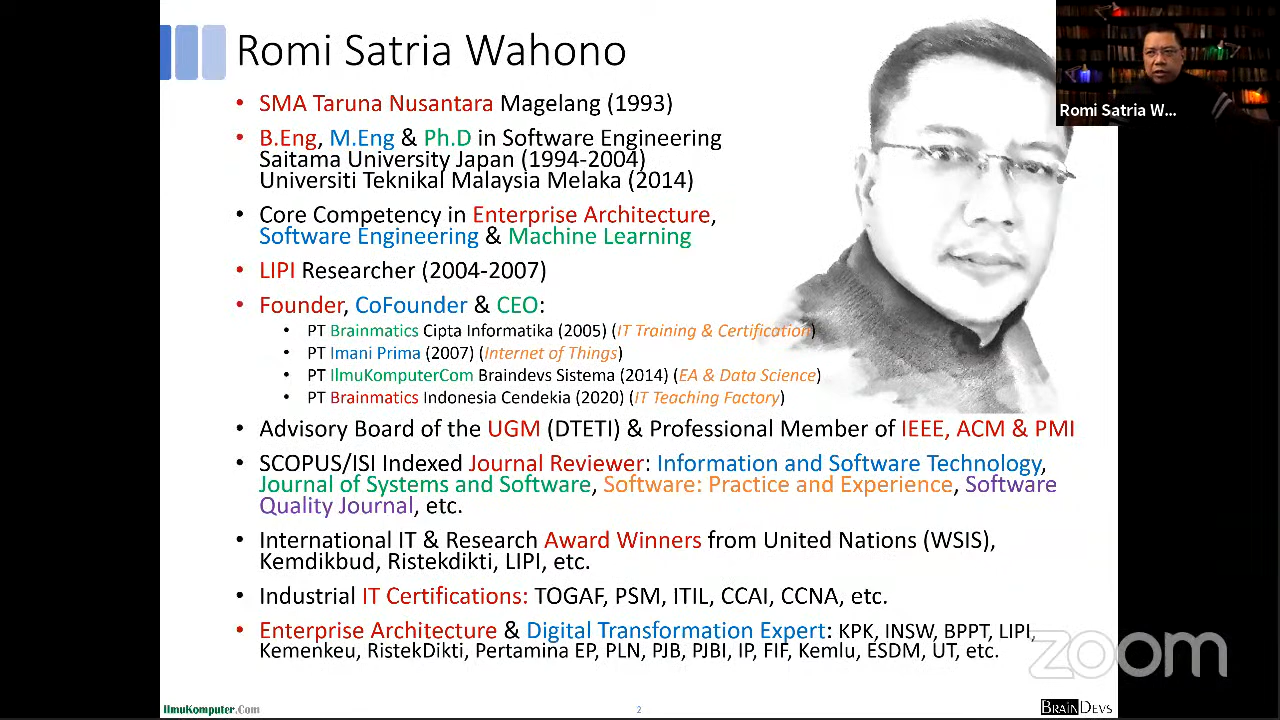 Romi Satria Wahono
• SMA Taruna Nusantara Magelang (1993)
• B.Eng, M.Eng & Ph.D in Software Engineering
Saitama University Japan (1994-2004)
Universiti Teknikal Malaysia Melaka (2014)
• Core Competency in Enterprise Architecture,
Software Engineering & Machine Learning
• LIPI Researcher (2004-2007)
• Founder, CoFounder & CEO:
• PT Brainmatics Cipta Informatika (2005) (IT Training & Certification)
• PT Imani Prima (2007) (Internet of Things)
• PT IlmuKomputerCom Braindevs Sistema (2014) (EA & Data Science)
• PT Brainmatics Indonesia Cendekia (2020) (IT Teaching Factory)
• Advisory Board of the UGM (DTETI) & Professional Member of IEEE, ACM & PMI
• SCOPUS/ISI Indexed Journal Reviewer: Information and Software Technology,
Journal of Systems and Software, Software: Practice and Experience, Software
Quality Journal, etc.
• International IT & Research Award Winners from United Nations (WSIS),
Kemdikbud, Ristekdikti, LIPI, etc.
• Industrial IT Certifications: TOGAF, PSM, ITIL, CCAI, CCNA, etc.
• Enterprise Architecture & Digital Transformation Expert: KPK, INSW, BPPT, LIPI,
Kemenkeu, RistekDikti, Pertamina EP, PLN, PJB, PJBI, IP, FIF, Kemlu, ESDM, UT, etc.
IlmuKomputer.Com
2
BRAINDEVS
Romi Satria W...
zoom